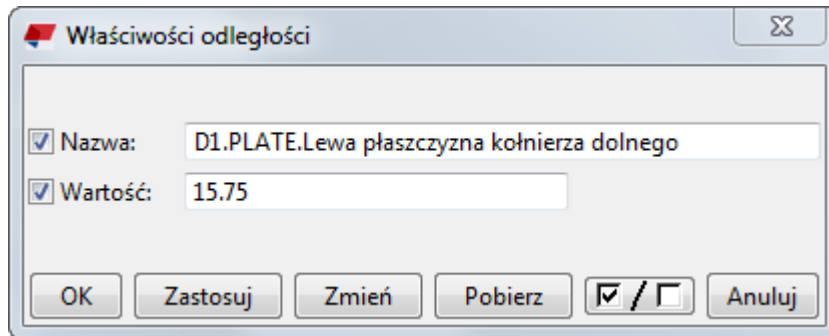 Właściwości odległości
Nazwa: D1.PLATE.Lewa płaszczyzna kołnierza dolnego
Wartość: 15.75
OK Zastosuj Zmień Pobierz / Anuluj